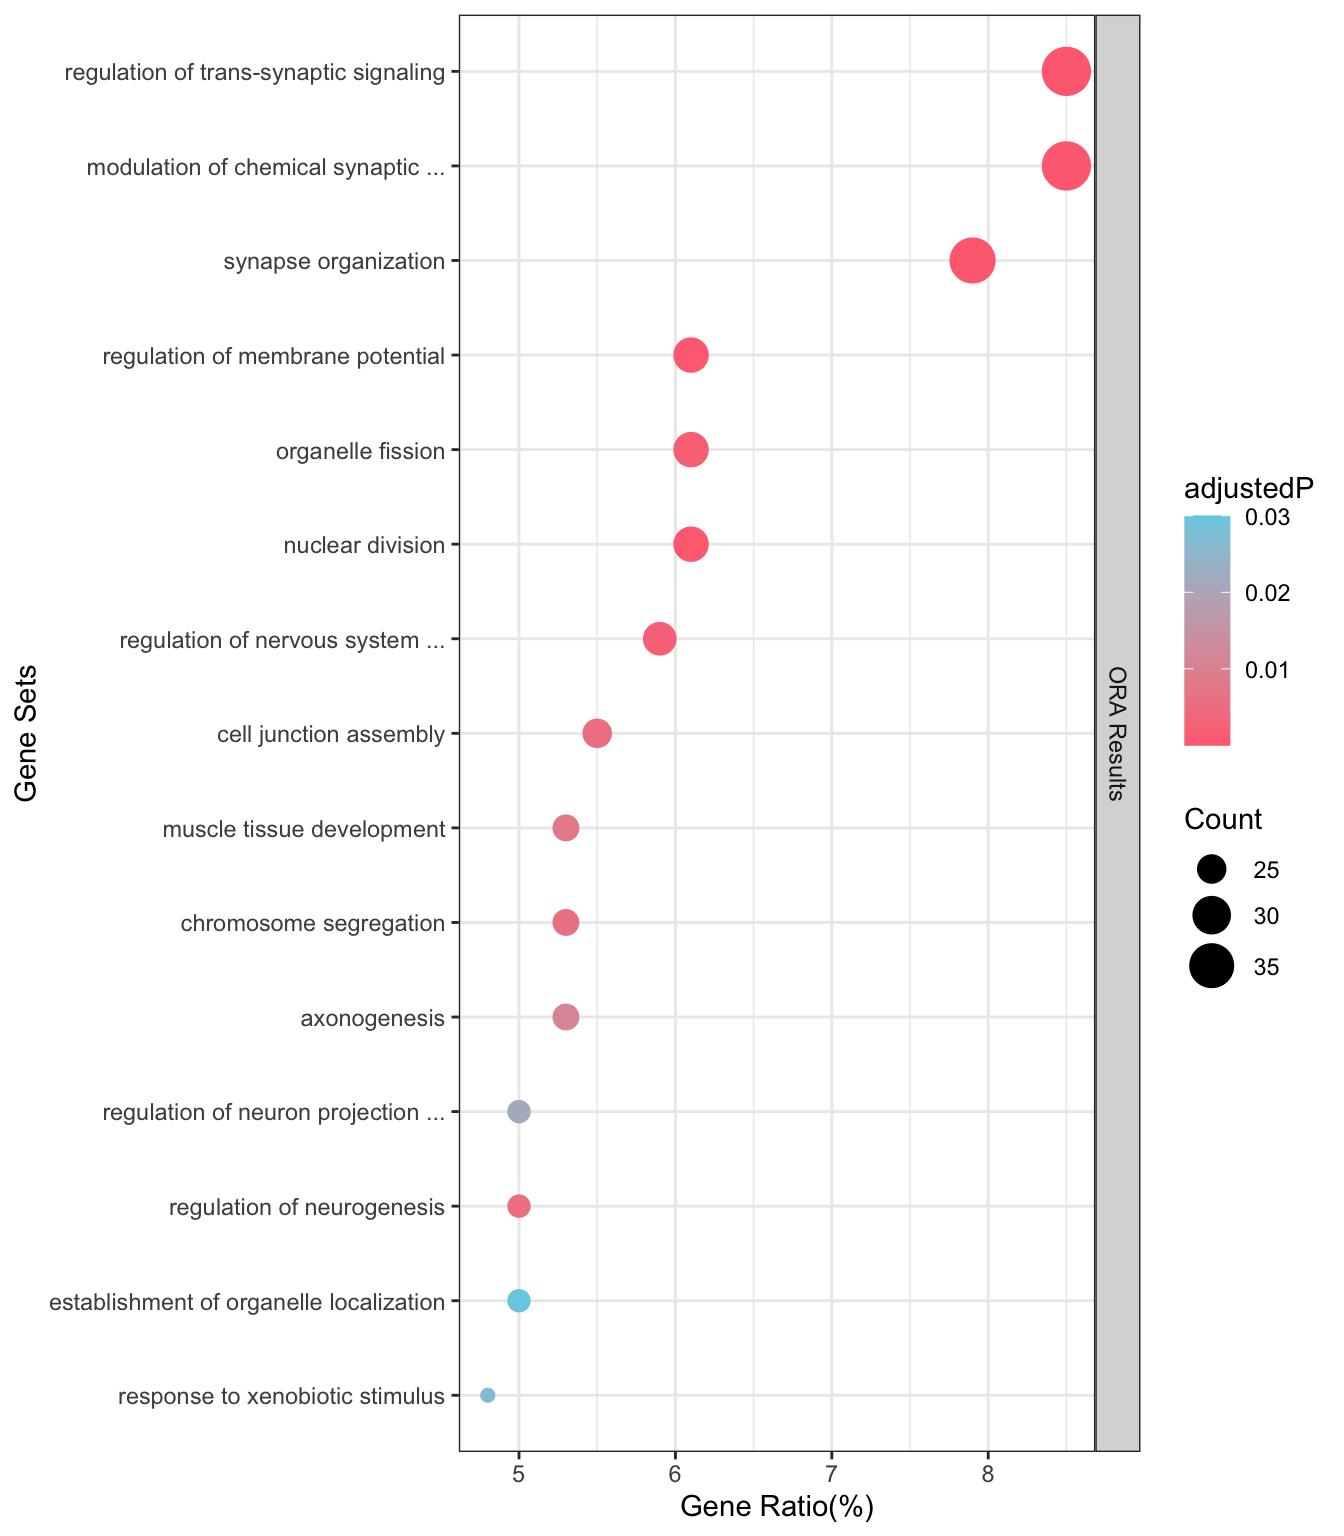 regulation of trans-synaptic signaling
modulation of chemical synaptic ...
synapse organization
regulation of membrane potential
organelle fission
nuclear division
regulation of nervous system ...
cell junction assembly
muscle tissue development
chromosome segregation
axonogenesis
regulation of neuron projection ...
regulation of neurogenesis
establishment of organelle localization
response to xenobiotic stimulus
Gene Sets
5 6 7 8
Gene Ratio(%)
ORA Results
adjustedP
0.03
0.02
0.01
Count
25
30
35